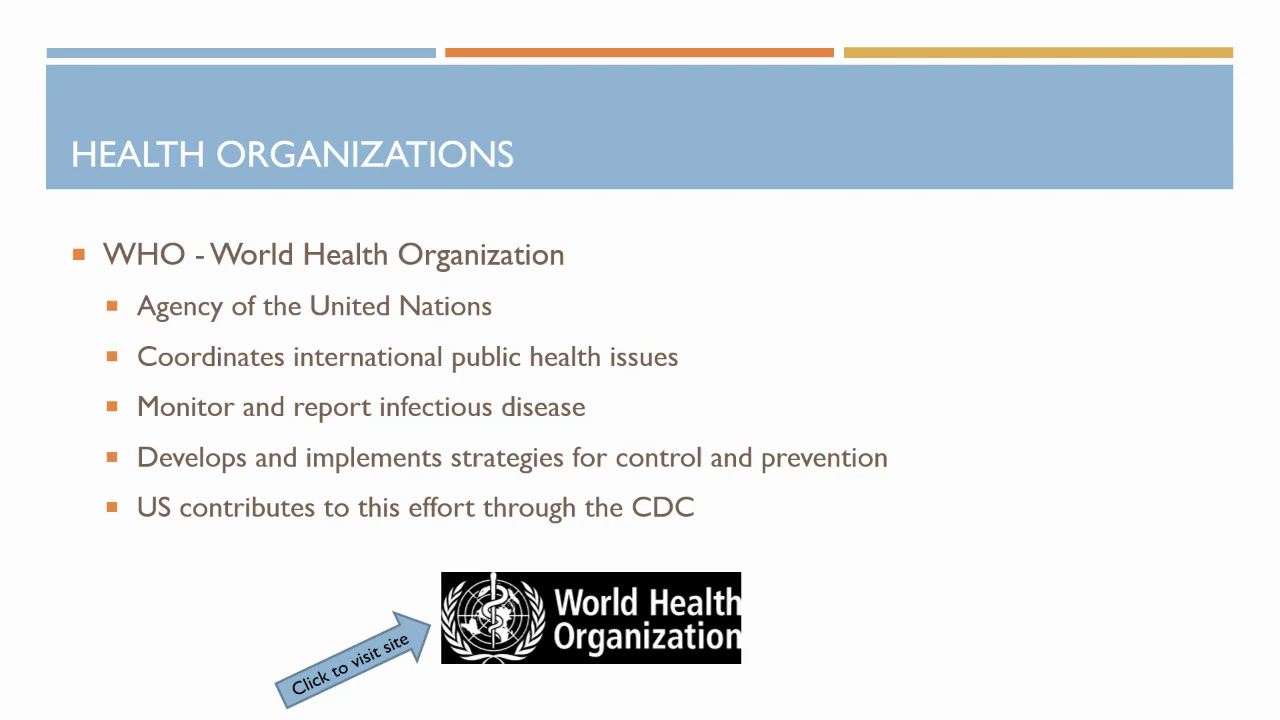 HEALTH ORGANIZATIONS
WHO - World Health Organization
Agency of the United Nations
Coordinates international public health issues
Monitor and report infectious disease
Develops and implements strategies for control and prevention
US contributes to this effort through the CDC
Click to visit site
World Health
Organization